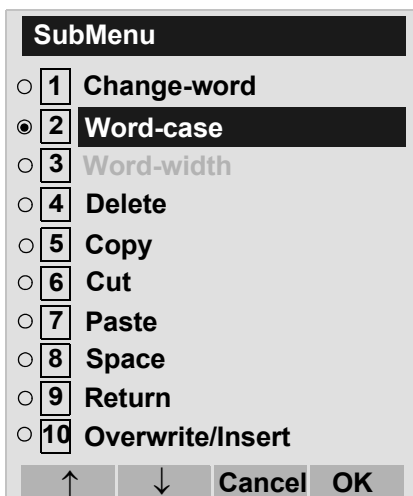 SubMenu
1 Change-word
2 Word-case
3 Word-width
4 Delete
5 Copy
6 Cut
7 Paste
8 Space
9 Return
10 Overwrite/Insert
↑ ↓ Cancel OK